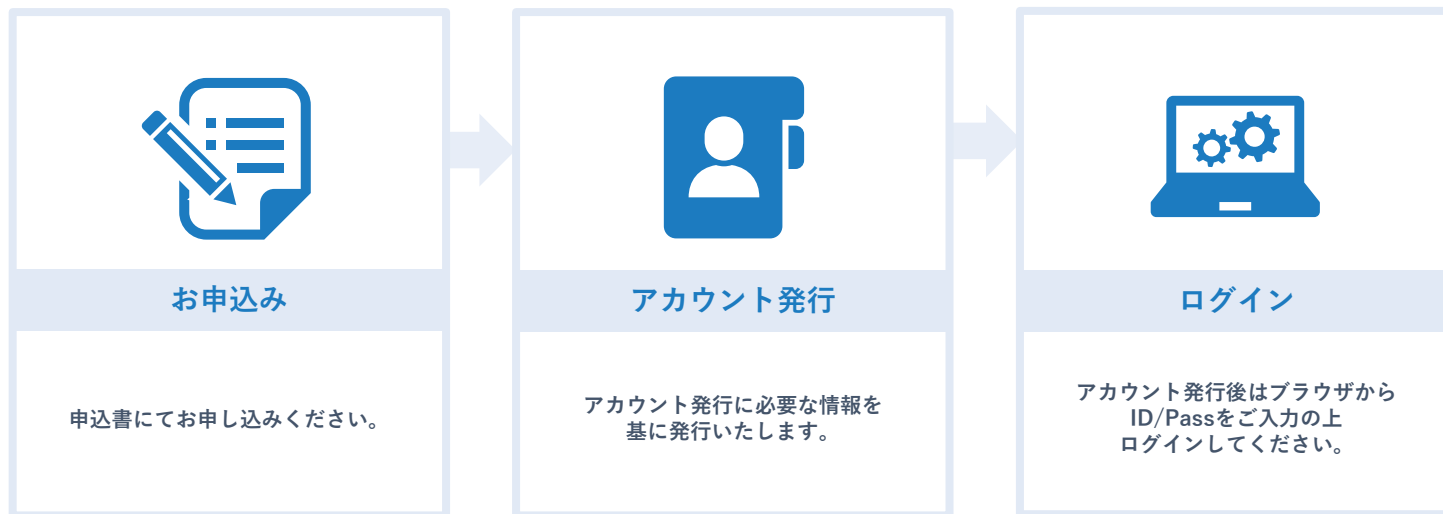 お申込み
申込書にてお申し込みください。
アカウント発行
アカウント発行に必要な情報を
基に発行いたします。
ログイン
アカウント発行後はブラウザから
ID/Passをご入力の上
ログインしてください。